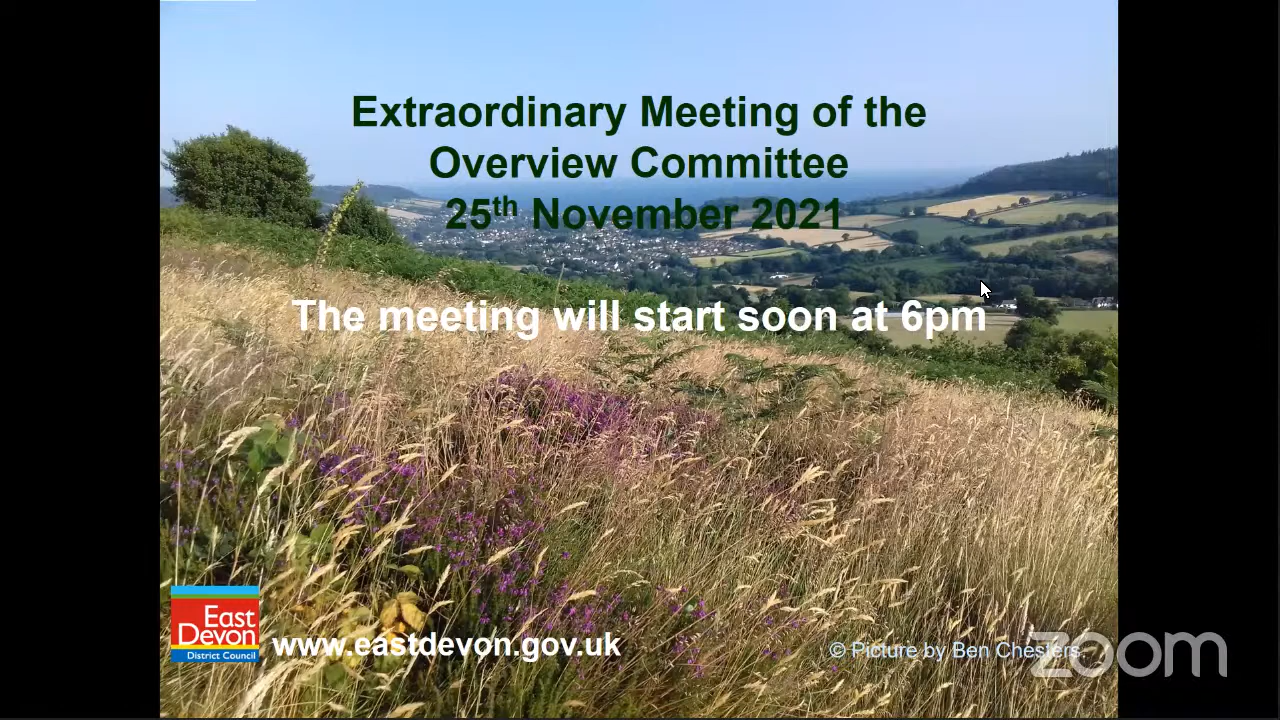 Extraordinary Meeting of the
Overview Committee
25th November 2021
The meeting will start soon at 6pm
East
Devon
District Council
www.eastdevon.gov.uk
© Picture by Ben Chesters
zoom